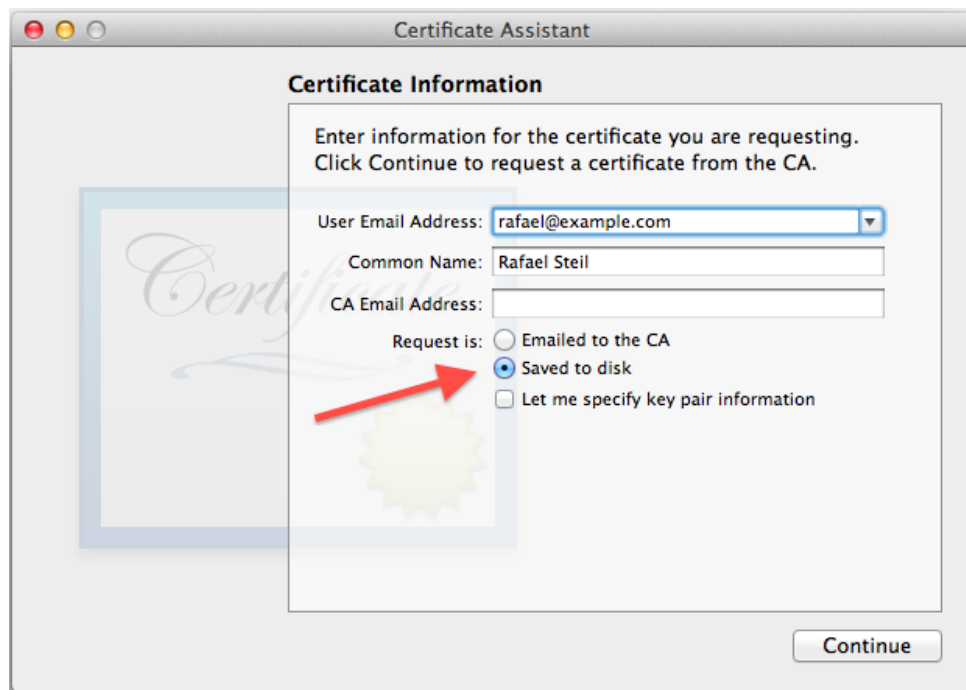 Certificate Assistant
Certificate Information
Enter information for the certificate you are requesting.
Click Continue to request a certificate from the CA.
User Email Address: rafael@example.com
Common Name: Rafael Steil
CA Email Address:
Request is: Emailed to the CA
Saved to disk
Let me specify key pair information
Certificate
Continue